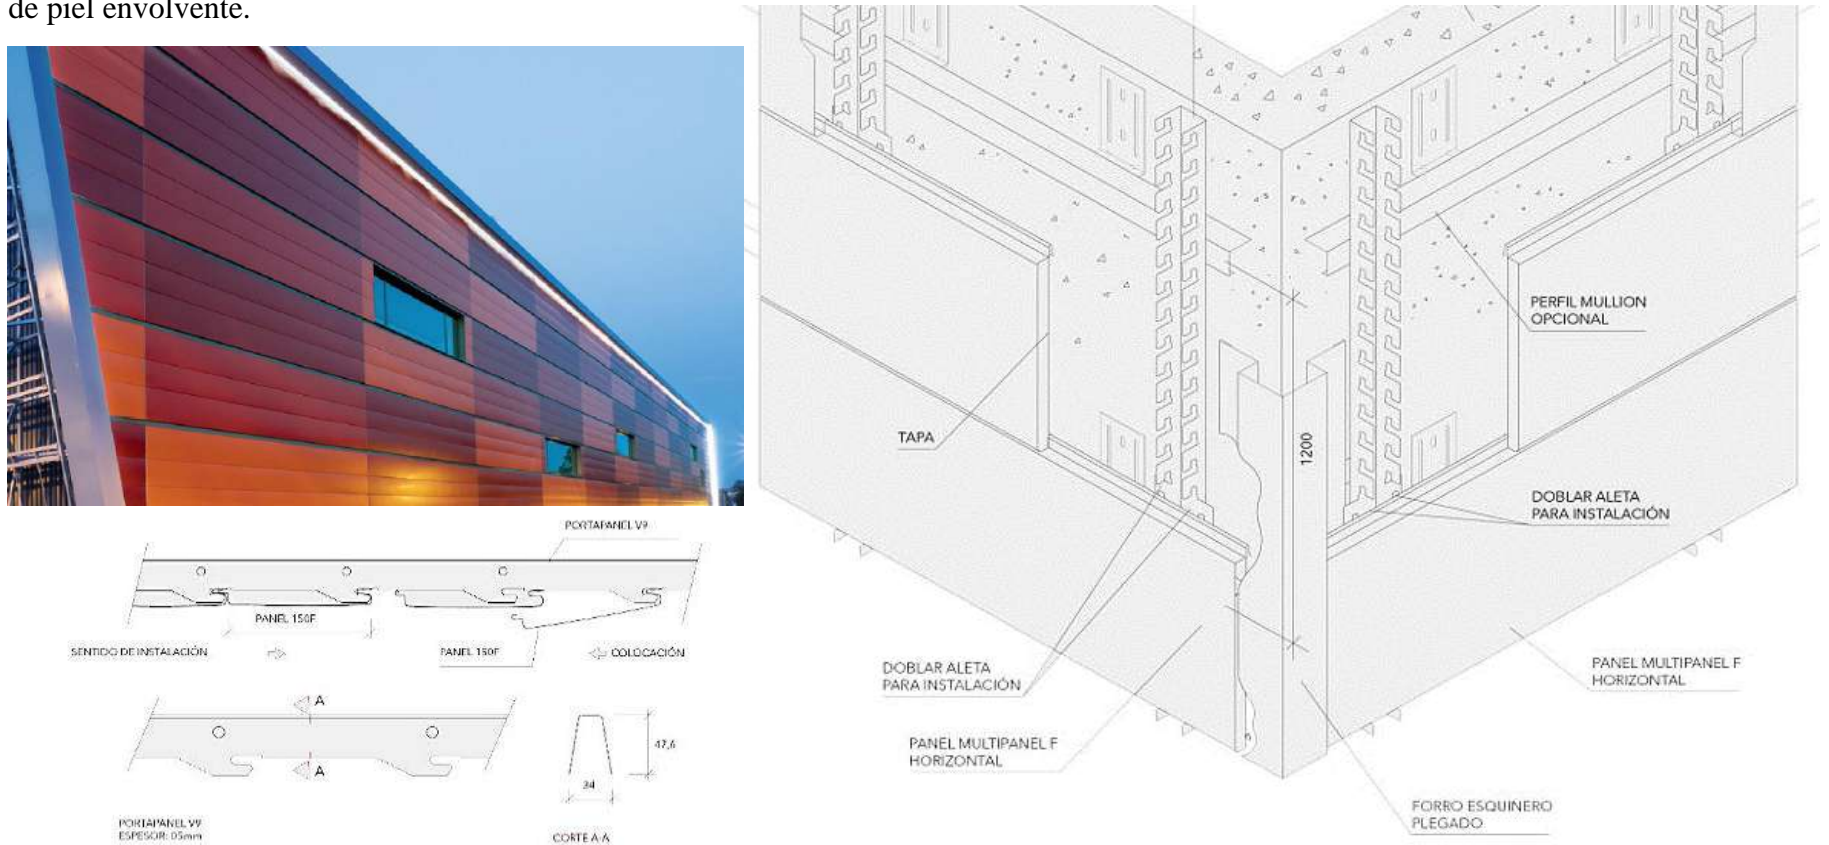 de piel envolvente.
PORTAPANEL V9
PANEL 150F
SENTIDO DE INSTALACIÓN
PANEL 150F
COLOCACIÓN
A
A
47,6
34
PORTAPANEL V9
ESPESOR: 05mm
CORTE A-A
PERFIL MULLION
OPCIONAL
TAPA
1200
DOBLAR ALETA
PARA INSTALACIÓN
DOBLAR ALETA
PARA INSTALACIÓN
PANEL MULTIPANEL F
HORIZONTAL
PANEL MULTIPANEL F
HORIZONTAL
FORRO ESQUINERO
PLEGADO